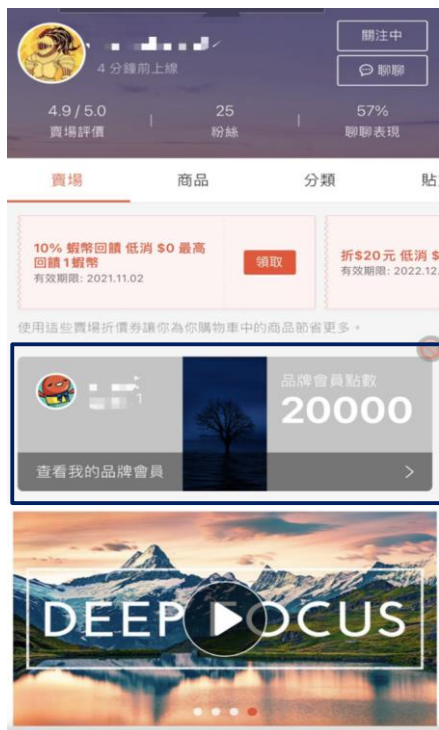 關注中
4 分鐘前上線
聊聊
4.9 / 5.0
25
57%
賣場評價
粉絲
聊聊表現
賣場
商品
分類
10% 蝦幣回饋 低消 $0 最高
回饋 1 蝦幣
有效期限: 2021.11.02
領取
折$20元 低消 $
有效期限: 2022.12.
使用這些賣場折價券讓你為你購物車中的商品節省更多。
品牌會員點數
20000
查看我的品牌會員
DEEP FOCUS